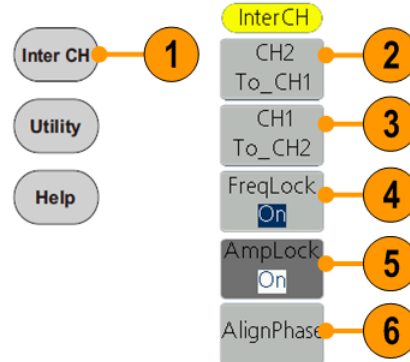 Inter CH
1
Utility
Help
InterCH
CH2
To_CH1
2
CH1
To_CH2
3
FreqLock
On
4
AmpLock
On
5
AlignPhase
6